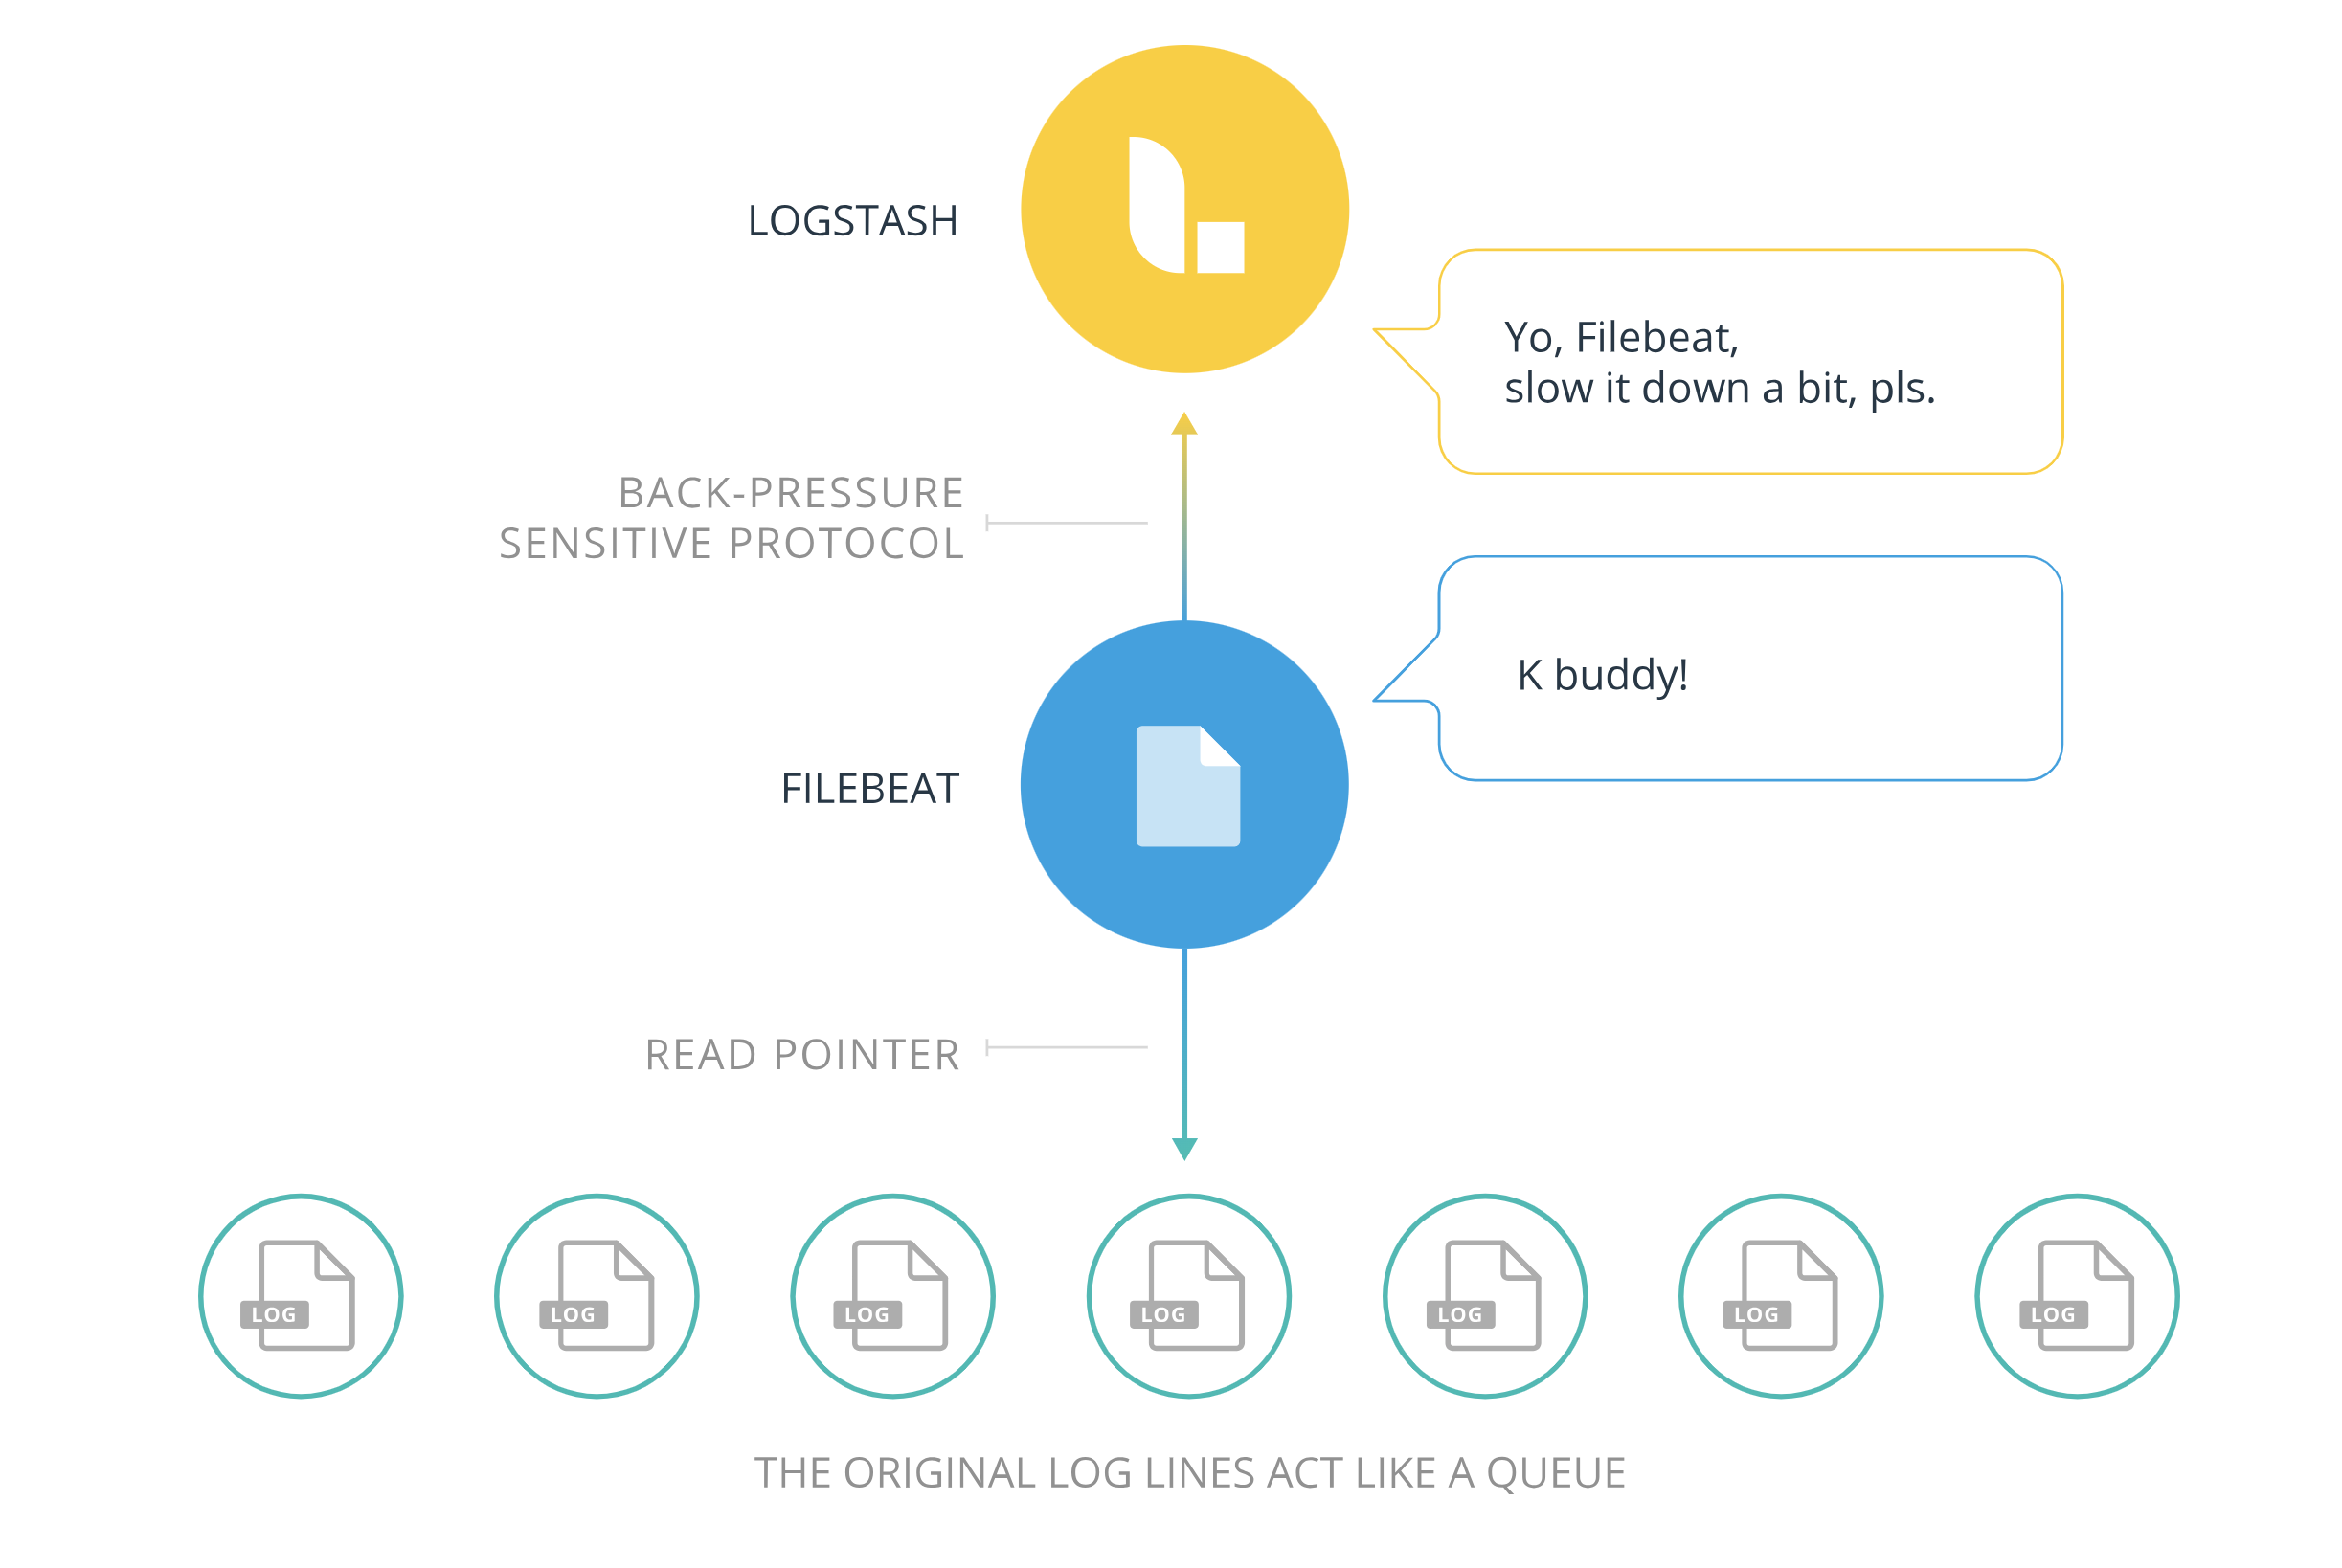 LOGSTASH
Yo, Filebeat,
slow it down a bit, pls.
BACK-PRESSURE
SENSITIVE PROTOCOL
K buddy!
FILEBEAT
READ POINTER
LOG
LOG
LOG
LOG
LOG
LOG
LOG
THE ORIGINAL LOG LINES ACT LIKE A QUEUE